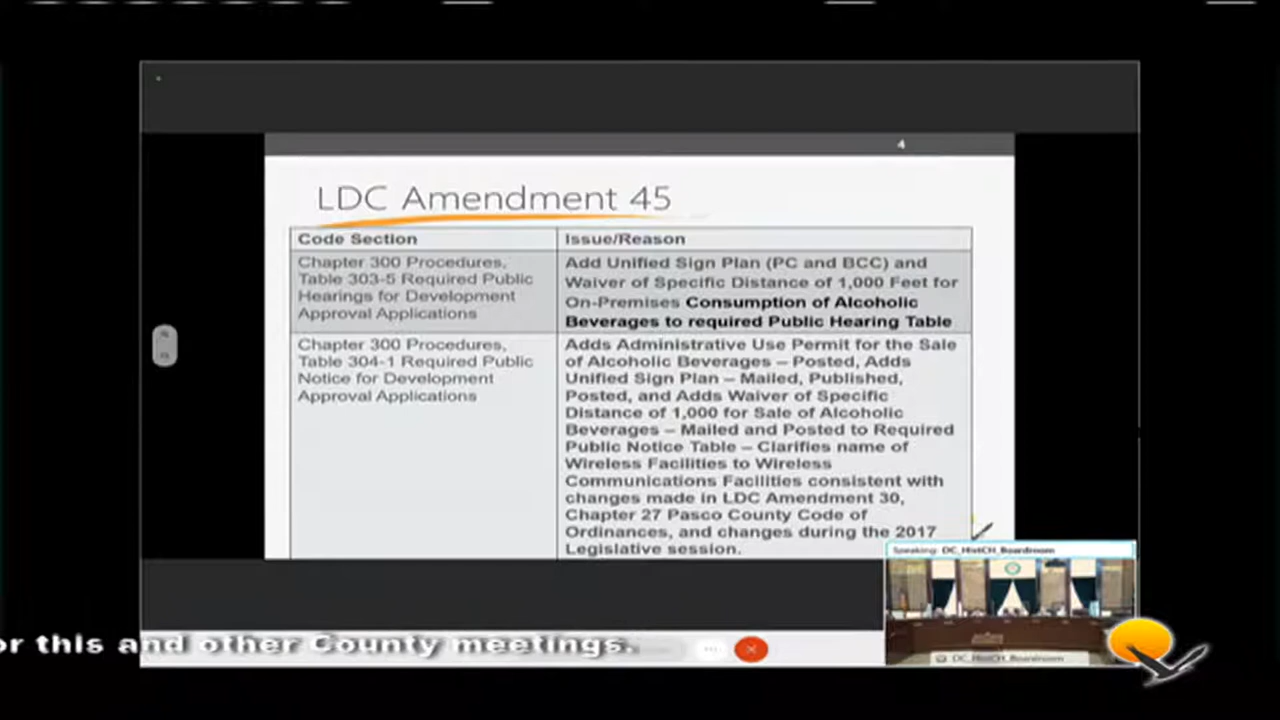 4
LDC Amendment 45
Code Section
Issue/Reason
Chapter 300 Procedures,
Table 303-5 Required Public
Hearings for Development
Approval Applications
Add Unified Sign Plan (PC and BCC) and
Waiver of Specific Distance of 1,000 Feet for
On-Premises Consumption of Alcoholic
Beverages to required Public Hearing Table
Chapter 300 Procedures,
Table 304-1 Required Public
Notice for Development
Approval Applications
Adds Administrative Use Permit for the Sale
of Alcoholic Beverages – Posted, Adds
Unified Sign Plan – Mailed, Published,
Posted, and Adds Waiver of Specific
Distance of 1,000 for Sale of Alcoholic
Beverages – Mailed and Posted to Required
Public Notice Table – Clarifies name of
Wireless Facilities to Wireless
Communications Facilities consistent with
changes made in LDC Amendment 30,
Chapter 27 Pasco County Code of
Ordinances, and changes during the 2017
Legislative session.
Speaking: DC_HistCH_Boardroom
DC_HistCH_Boardroom
or this and other County meetings.